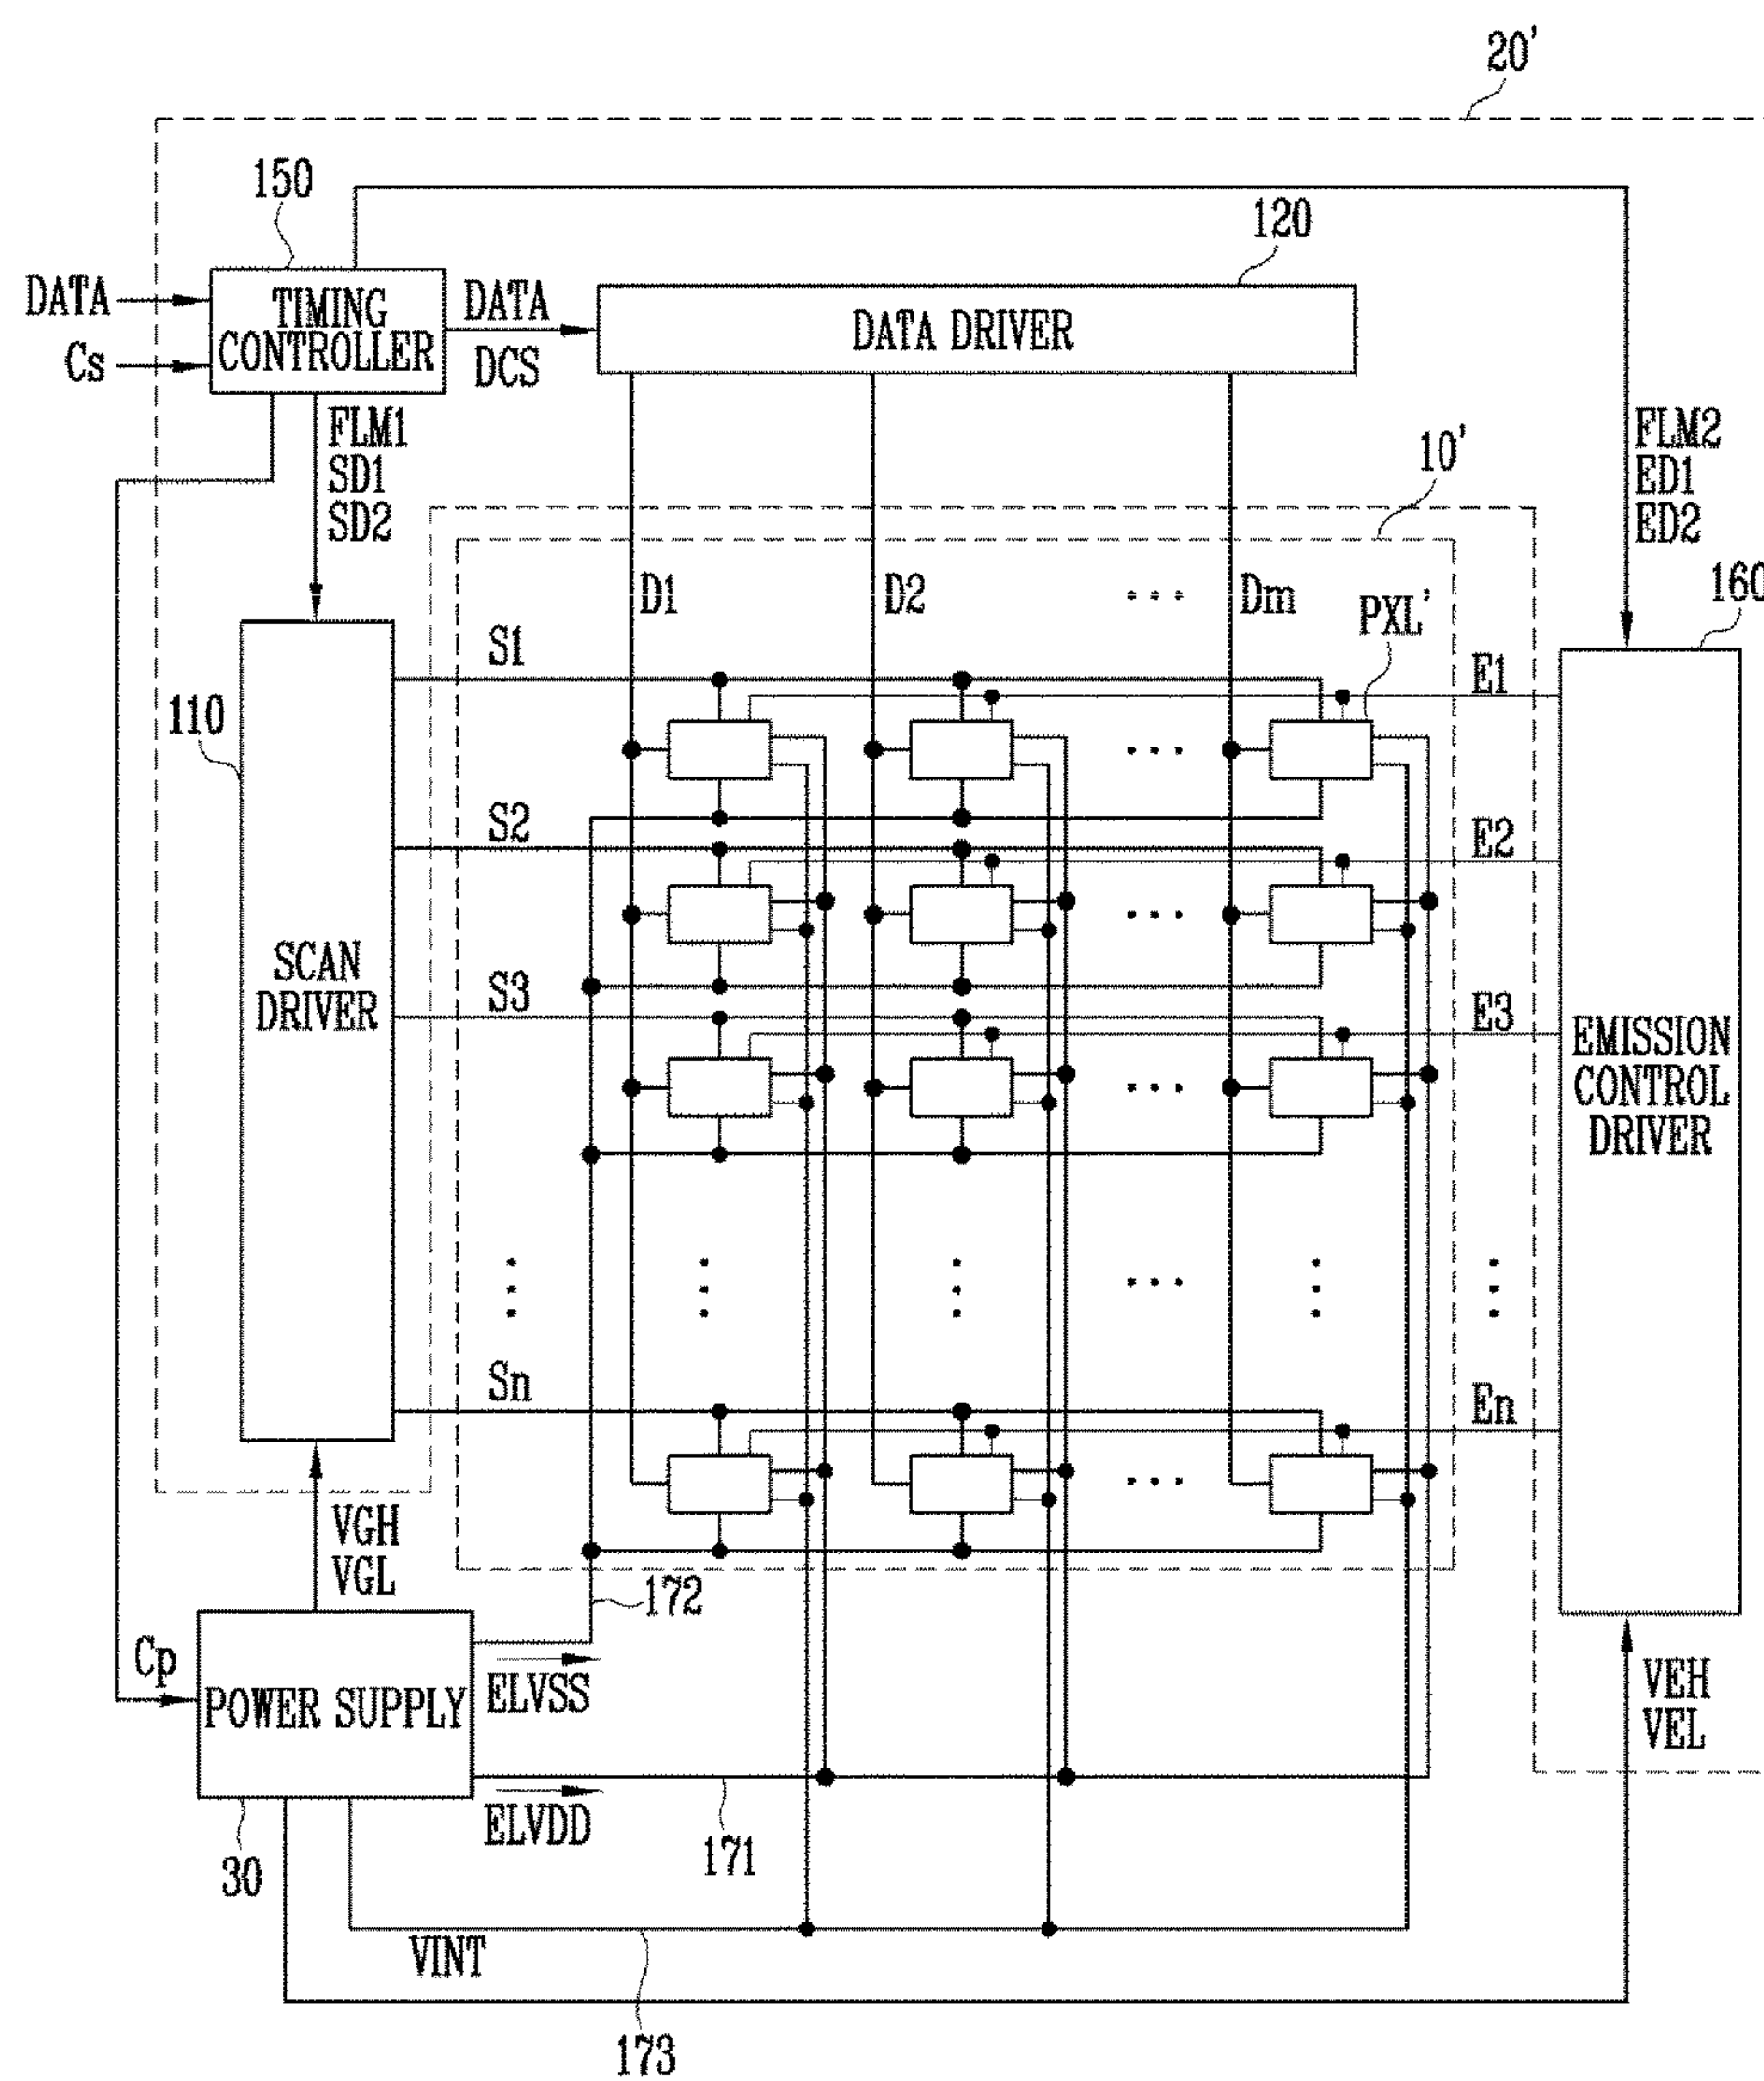 20'
150
120
DATA
TIMING
CONTROLLER
DATA
DATA DRIVER
Cs
DCS
FLM1
SD1
SD2
10'
FLM2
ED1
ED2
D1
D2
Dm
PXL'
160
S1
E1
110
S2
E2
SCAN
DRIVER
S3
E3
EMISSION
CONTROL
DRIVER
Sn
En
VGH
VGL
172
Cp
POWER SUPPLY
ELVSS
VEH
VEL
ELVDD
171
30
VINT
173